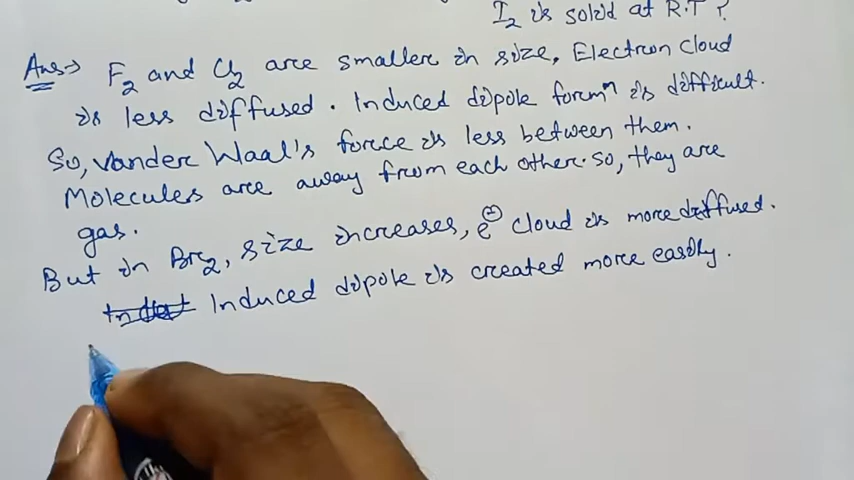 I₂ is solid at R.T ?
Ans→ F₂ and Cl₂ are smaller in size. Electron cloud
is less diffused. Induced dipole formⁿ is difficult.
So, vander Waal's force is less between them.
Molecules are away from each other. So, they are
gas.
But in Br₂, size increases, e⊖ cloud is more diffused.
Induced dipole is created more easily.